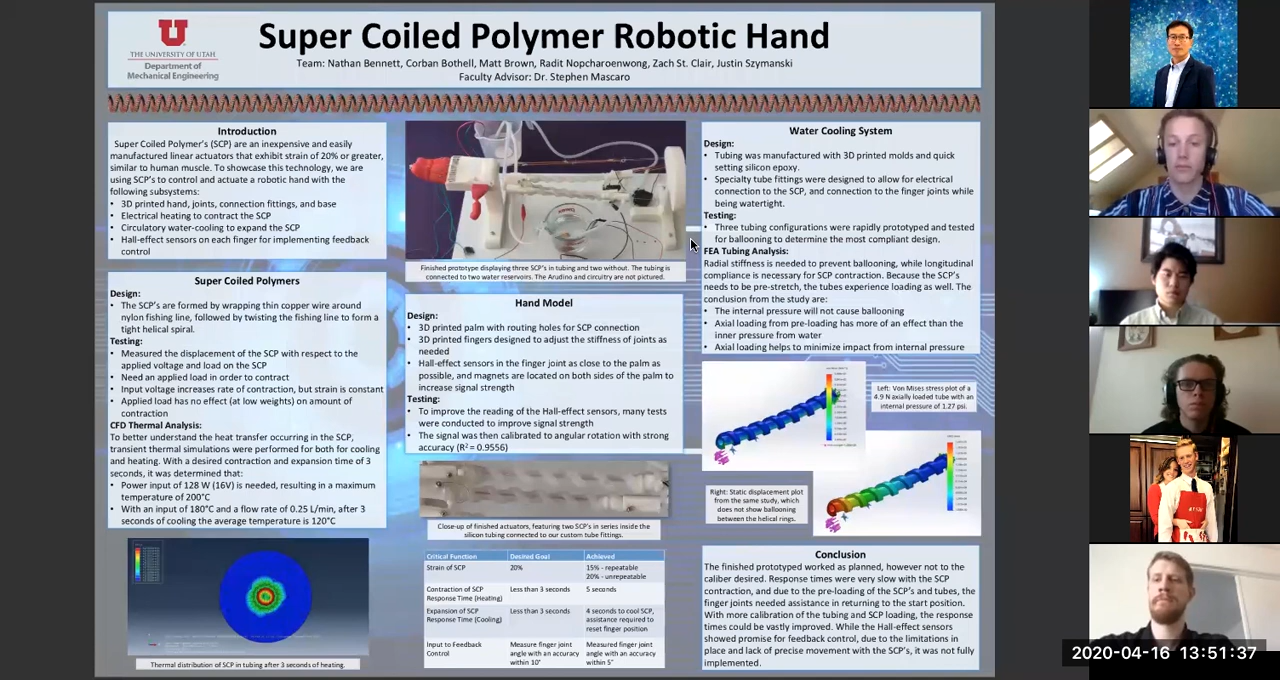 THE UNIVERSITY OF UTAH
Department of
Mechanical Engineering
Super Coiled Polymer Robotic Hand
Team: Nathan Bennett, Corban Bothell, Matt Brown, Radit Nopcharoenwong, Zach St. Clair, Justin Szymanski
Faculty Advisor: Dr. Stephen Mascaro
Introduction
Super Coiled Polymer's (SCP) are an inexpensive and easily
manufactured linear actuators that exhibit strain of 20% or greater,
similar to human muscle. To showcase this technology, we are
using SCP's to control and actuate a robotic hand with the
following subsystems:
• 3D printed hand, joints, connection fittings, and base
• Electrical heating to contract the SCP
• Circulatory water-cooling to expand the SCP
• Hall-effect sensors on each finger for implementing feedback
control
Super Coiled Polymers
Design:
• The SCP's are formed by wrapping thin copper wire around
nylon fishing line, followed by twisting the fishing line to form a
tight helical spiral.
Testing:
• Measured the displacement of the SCP with respect to the
applied voltage and load on the SCP
• Need an applied load in order to contract
• Input voltage increases rate of contraction, but strain is constant
• Applied load has no effect (at low weights) on amount of
contraction
CFD Thermal Analysis:
To better understand the heat transfer occurring in the SCP,
transient thermal simulations were performed for both for cooling
and heating. With a desired contraction and expansion time of 3
seconds, it was determined that:
• Power input of 128 W (16V) is needed, resulting in a maximum
temperature of 200°C
• With an input of 180°C and a flow rate of 0.25 L/min, after 3
seconds of cooling the average temperature is 120°C
Thermal distribution of SCP in tubing after 3 seconds of heating.
Finished prototype displaying three SCP's in tubing and two without. The tubing is
connected to two water reservoirs. The Arudino and circuitry are not pictured.
Hand Model
Design:
• 3D printed palm with routing holes for SCP connection
• 3D printed fingers designed to adjust the stiffness of joints as
needed
• Hall-effect sensors in the finger joint as close to the palm as
possible, and magnets are located on both sides of the palm to
increase signal strength
Testing:
• To improve the reading of the Hall-effect sensors, many tests
were conducted to improve signal strength
• The signal was then calibrated to angular rotation with strong
accuracy (R² = 0.9556)
Close-up of finished actuators, featuring two SCP's in series inside the
silicon tubing connected to our custom tube fittings.
Critical Function Desired Goal Achieved
Strain of SCP 20% 15% - repeatable
20% - unrepeatable
Contraction of SCP Less than 3 seconds 5 seconds
Response Time (Heating)
Expansion of SCP Less than 3 seconds 4 seconds to cool SCP,
Response Time (Cooling) assistance required to
reset finger position
Input to Feedback Measure finger joint Measured finger joint
Control angle with an accuracy angle with an accuracy
within 10° within 5°
Water Cooling System
Design:
• Tubing was manufactured with 3D printed molds and quick
setting silicon epoxy.
• Specialty tube fittings were designed to allow for electrical
connection to the SCP, and connection to the finger joints while
being watertight.
Testing:
• Three tubing configurations were rapidly prototyped and tested
for ballooning to determine the most compliant design.
FEA Tubing Analysis:
Radial stiffness is needed to prevent ballooning, while longitudinal
compliance is necessary for SCP contraction. Because the SCP's
needs to be pre-stretch, the tubes experience loading as well. The
conclusion from the study are:
• The internal pressure will not cause ballooning
• Axial loading from pre-loading has more of an effect than the
inner pressure from water
• Axial loading helps to minimize impact from internal pressure
Left: Von Mises stress plot of a
4.9 N axially loaded tube with an
internal pressure of 1.27 psi.
Right: Static displacement plot
from the same study, which
does not show ballooning
between the helical rings.
Conclusion
The finished prototyped worked as planned, however not to the
caliber desired. Response times were very slow with the SCP
contraction, and due to the pre-loading of the SCP's and tubes, the
finger joints needed assistance in returning to the start position.
With more calibration of the tubing and SCP loading, the response
times could be vastly improved. While the Hall-effect sensors
showed promise for feedback control, due to the limitations in
place and lack of precise movement with the SCP's, it was not fully
implemented.
2020-04-16 13:51:37